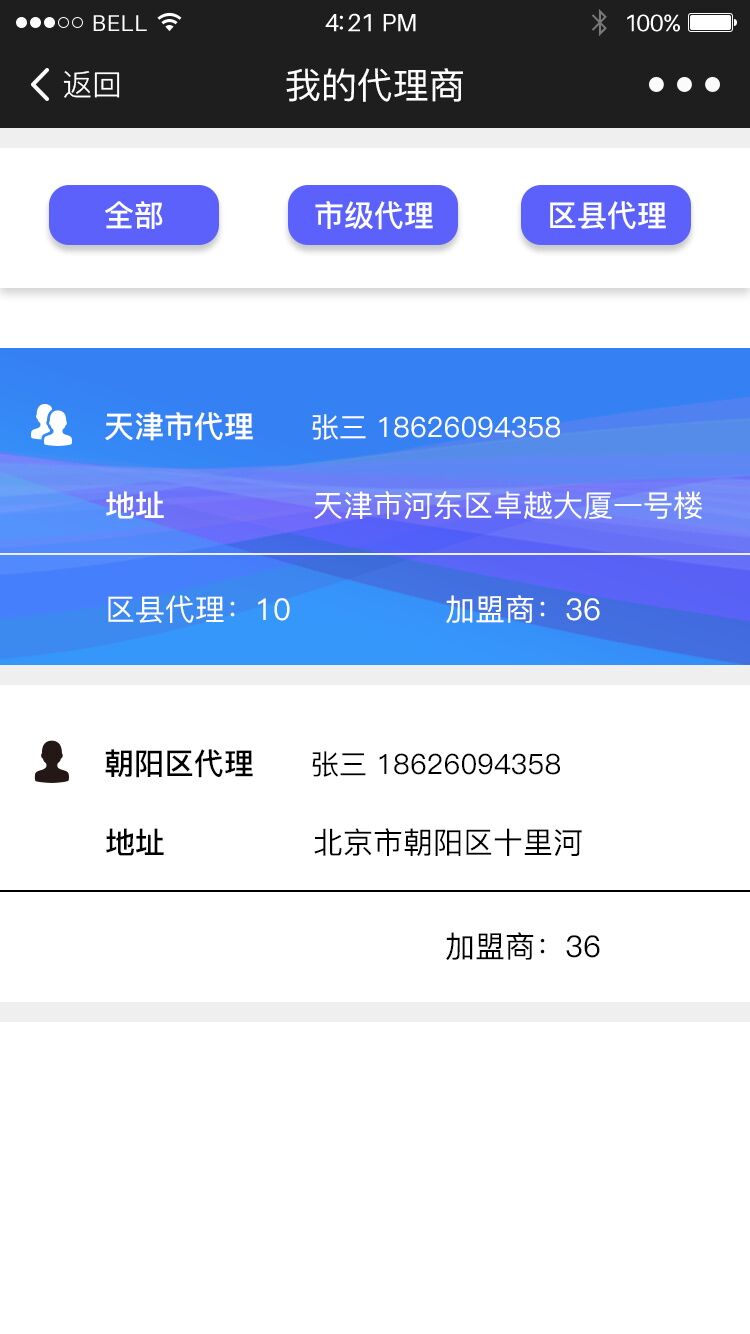 BELL 4:21 PM 100%
返回 我的代理商
全部 市级代理 区县代理
天津市代理 张三 18626094358
地址 天津市河东区卓越大厦一号楼
区县代理：10 加盟商：36
朝阳区代理 张三 18626094358
地址 北京市朝阳区十里河
加盟商：36